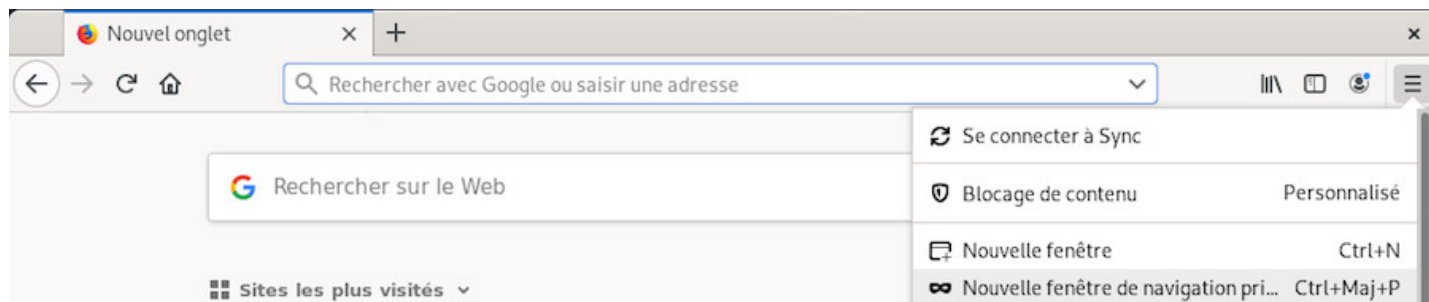 Nouvel onglet
Rechercher avec Google ou saisir une adresse
Se connecter à Sync
Rechercher sur le Web
Blocage de contenu Personnalisé
Nouvelle fenêtre Ctrl+N
Sites les plus visités
Nouvelle fenêtre de navigation pri... Ctrl+Maj+P